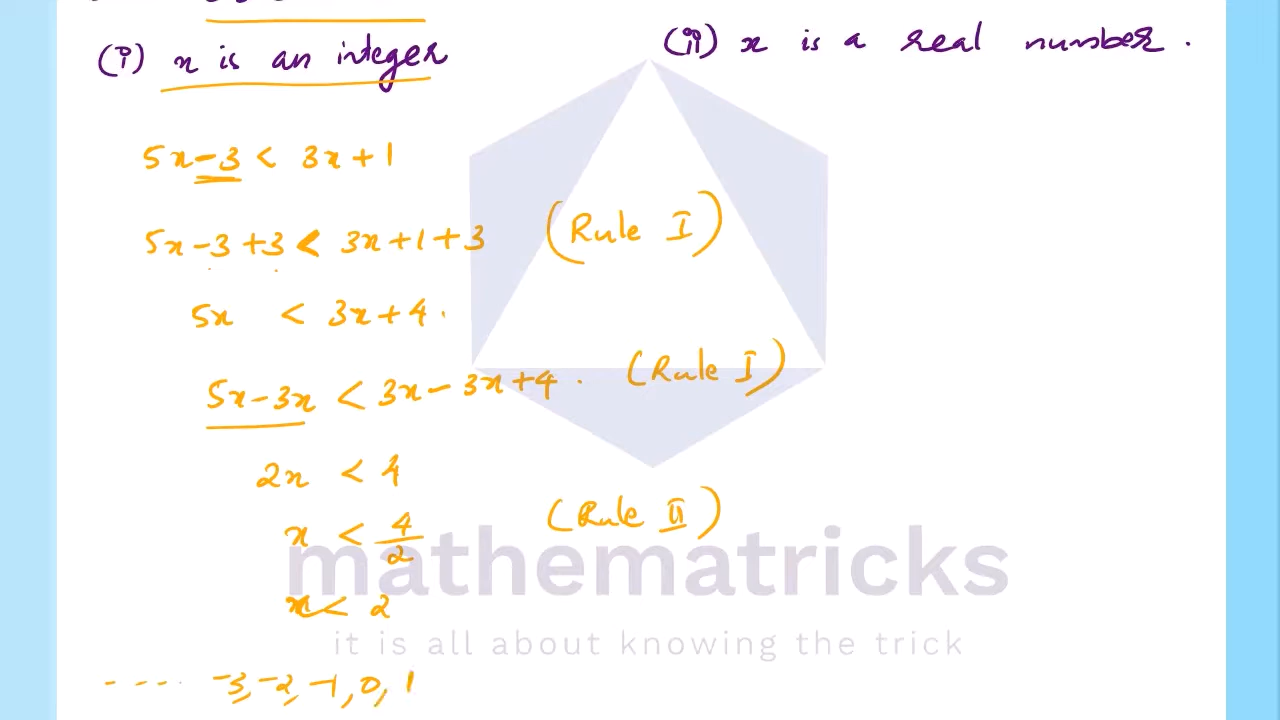 (i) x is an integer
(ii) x is a real number.
5x-3 < 3x+1
5x-3+3 < 3x+1+3 (Rule I)
5x < 3x+4.
5x-3x < 3x-3x+4. (Rule I)
2x < 4
x < 4/2 (Rule II)
x < 2
mathematricks
it is all about knowing the trick
---- -3, -2, -1, 0, 1